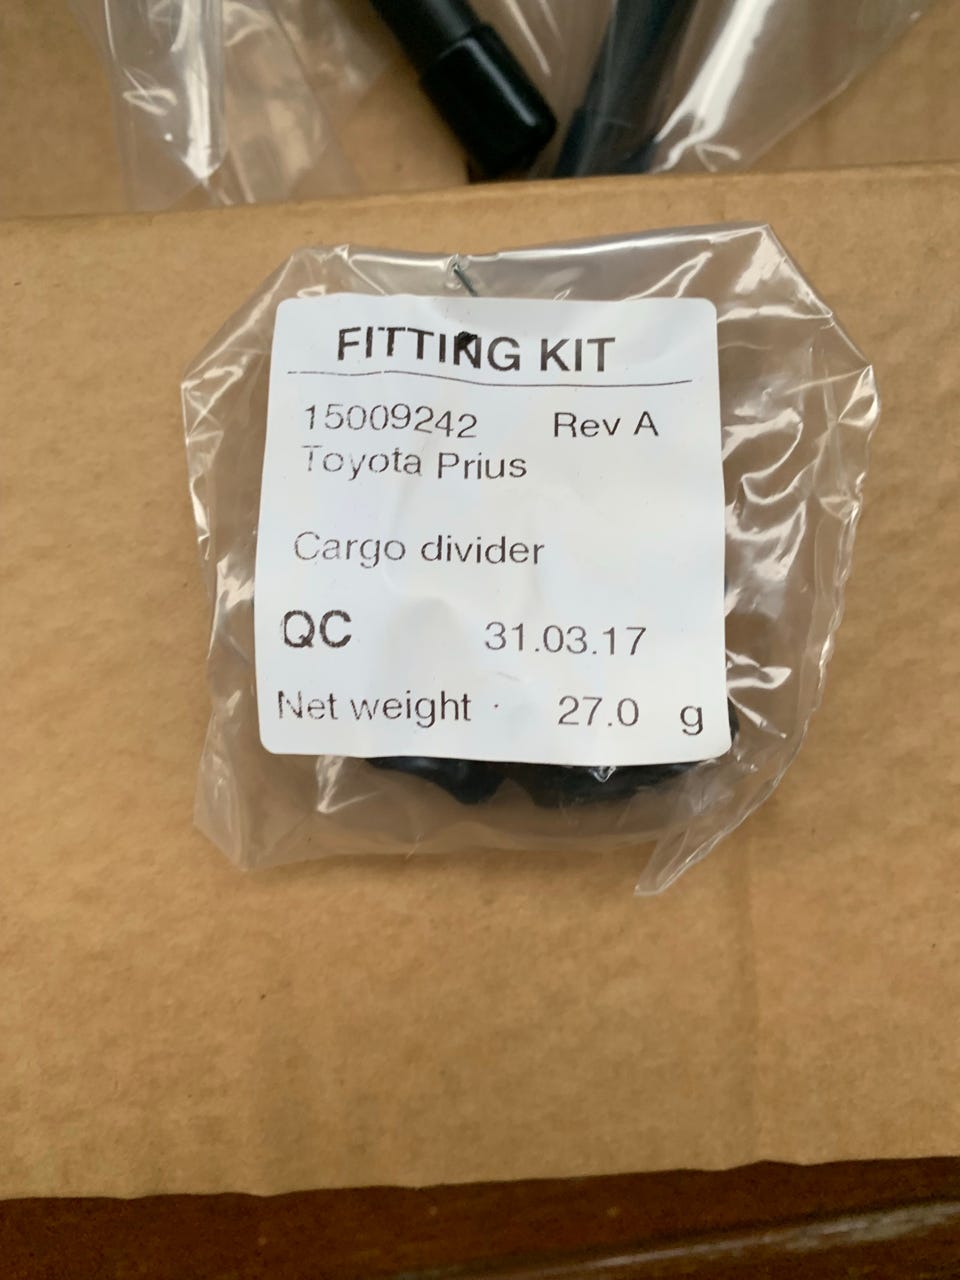 FITTING KIT
15009242 Rev A
Toyota Prius
Cargo divider
QC 31.03.17
Net weight 27.0 g